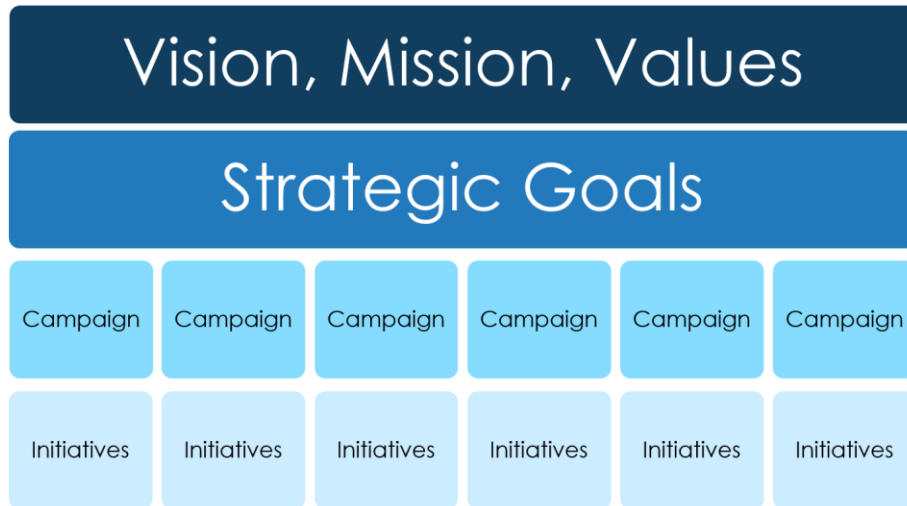 Vision, Mission, Values
Strategic Goals
Campaign Campaign Campaign Campaign Campaign Campaign
Initiatives Initiatives Initiatives Initiatives Initiatives Initiatives